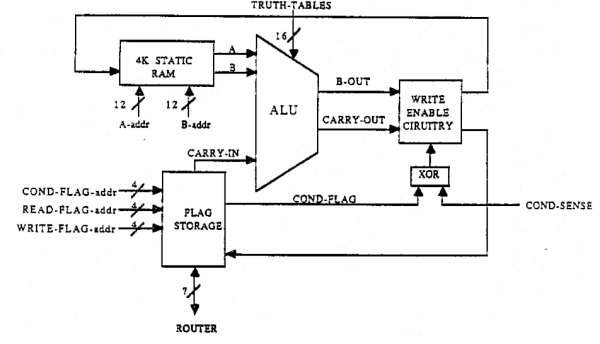 TRUTH-TABLES
16
4K STATIC
RAM
A
B
12
12
A-addr
B-addr
ALU
B-OUT
CARRY-OUT
WRITE
ENABLE
CIRUTTRY
CARRY-IN
XOR
COND-FLAG-addr
4
READ-FLAG-addr
4
WRITE-FLAG-addr
4
FLAG
STORAGE
COND-FLAG
COND-SENSE
7
ROUTER